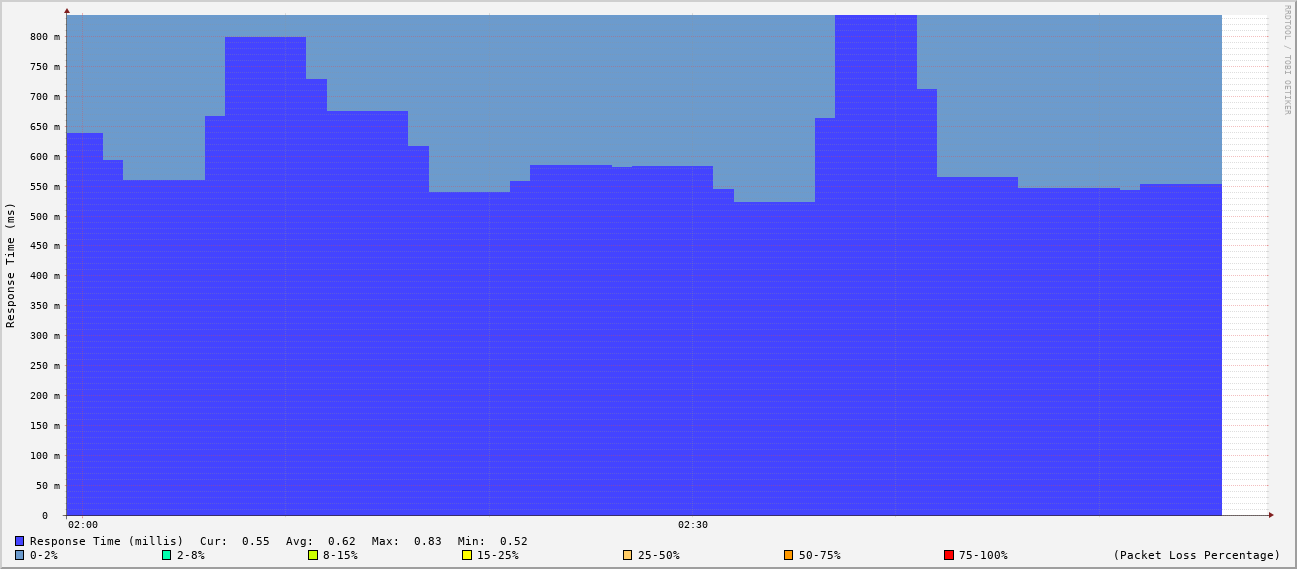 RRDTOOL / TOBI OETIKER
Response Time (ms)
800 m
750 m
700 m
650 m
600 m
550 m
500 m
450 m
400 m
350 m
300 m
250 m
200 m
150 m
100 m
50 m
0
02:00 02:30
Response Time (millis) Cur: 0.55 Avg: 0.62 Max: 0.83 Min: 0.52
0-2% 2-8% 8-15% 15-25% 25-50% 50-75% 75-100% (Packet Loss Percentage)